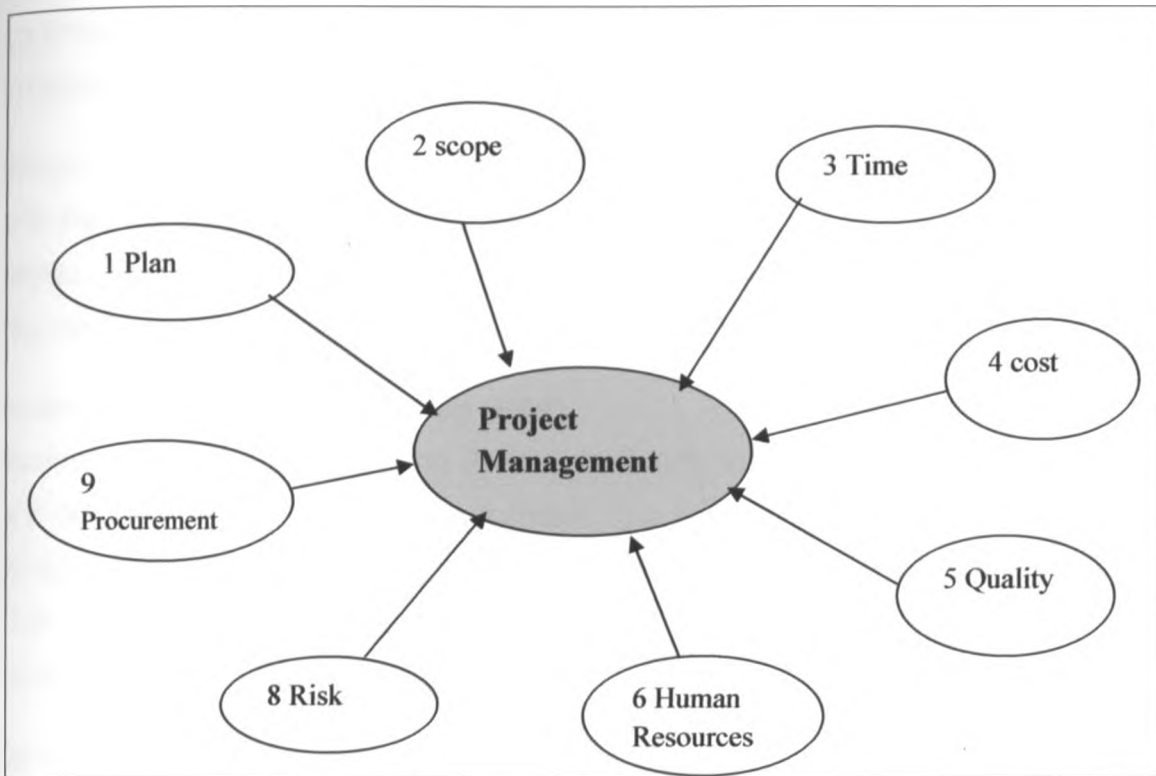 2 scope
3 Time
1 Plan
4 cost
Project
Management
9
Procurement
5 Quality
8 Risk
6 Human
Resources